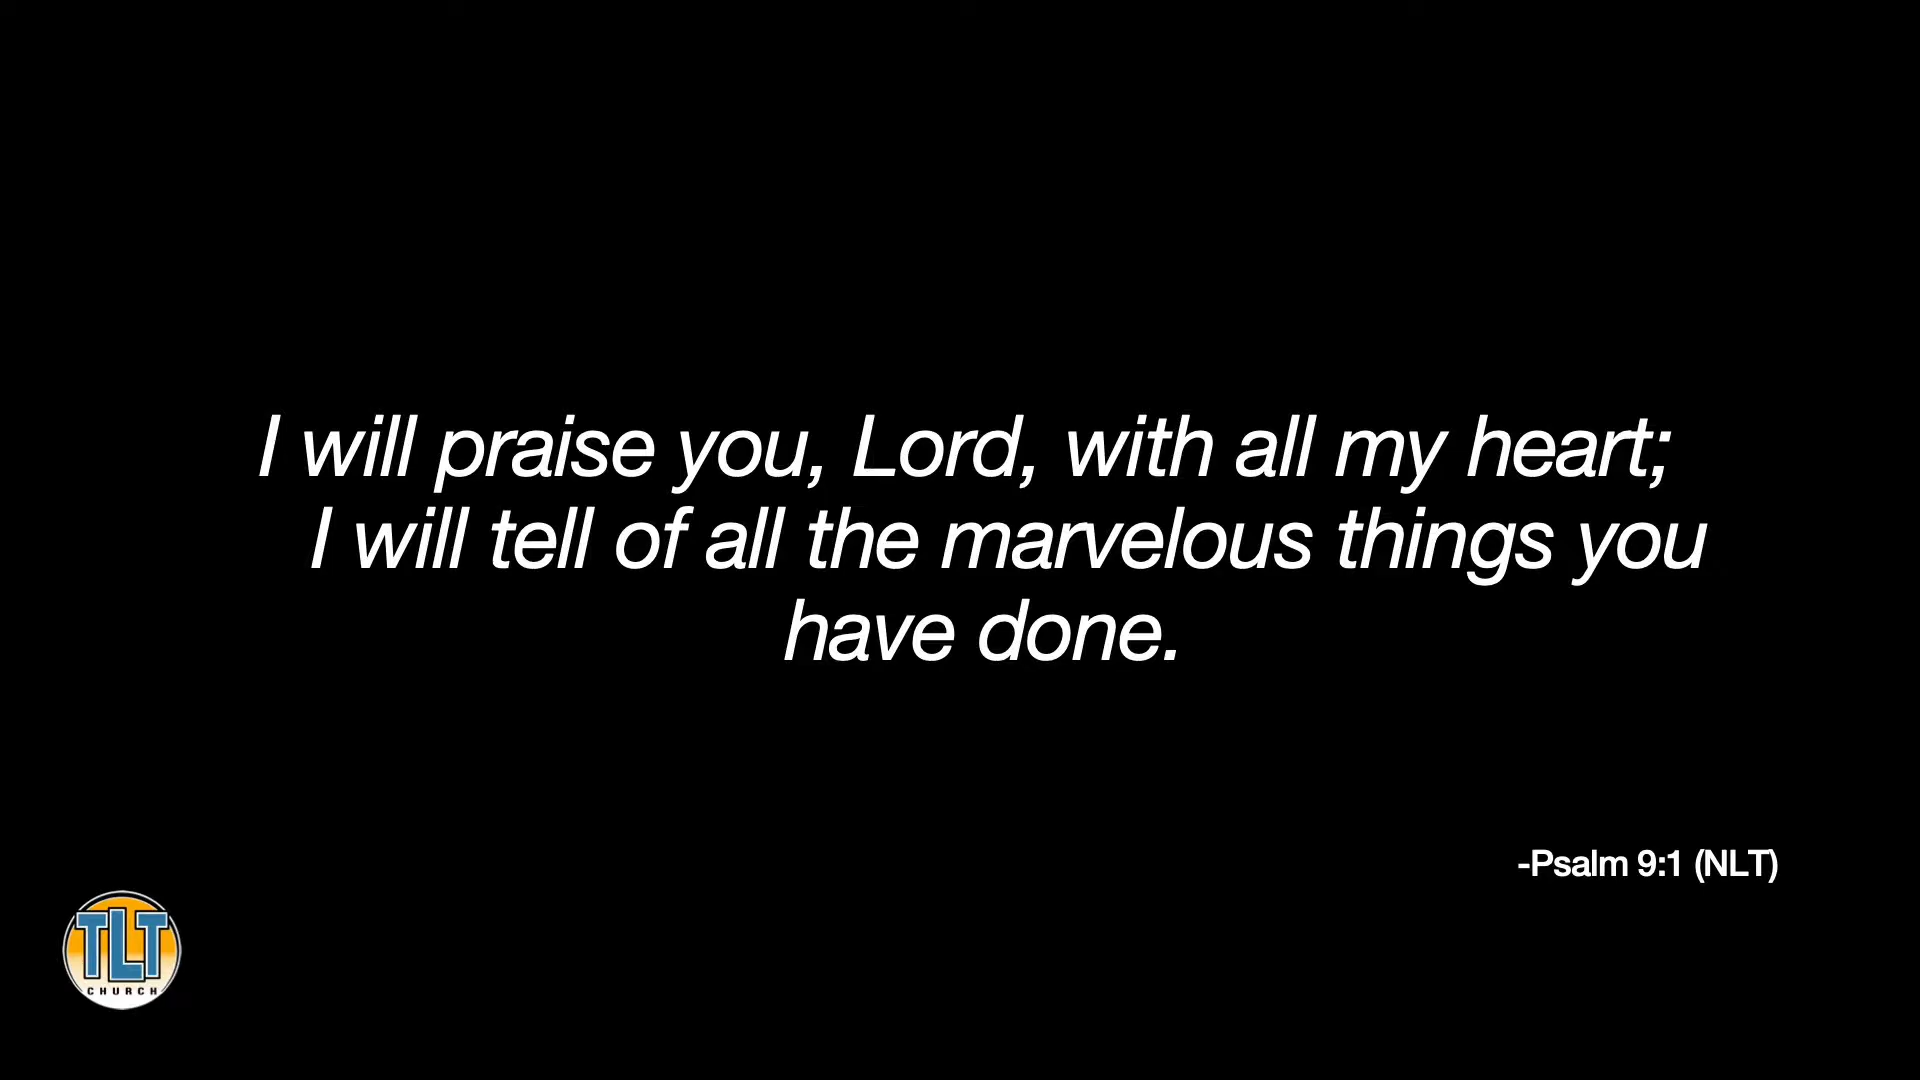 I will praise you, Lord, with all my heart;
I will tell of all the marvelous things you
have done.
-Psalm 9:1 (NLT)
TLT
CHURCH